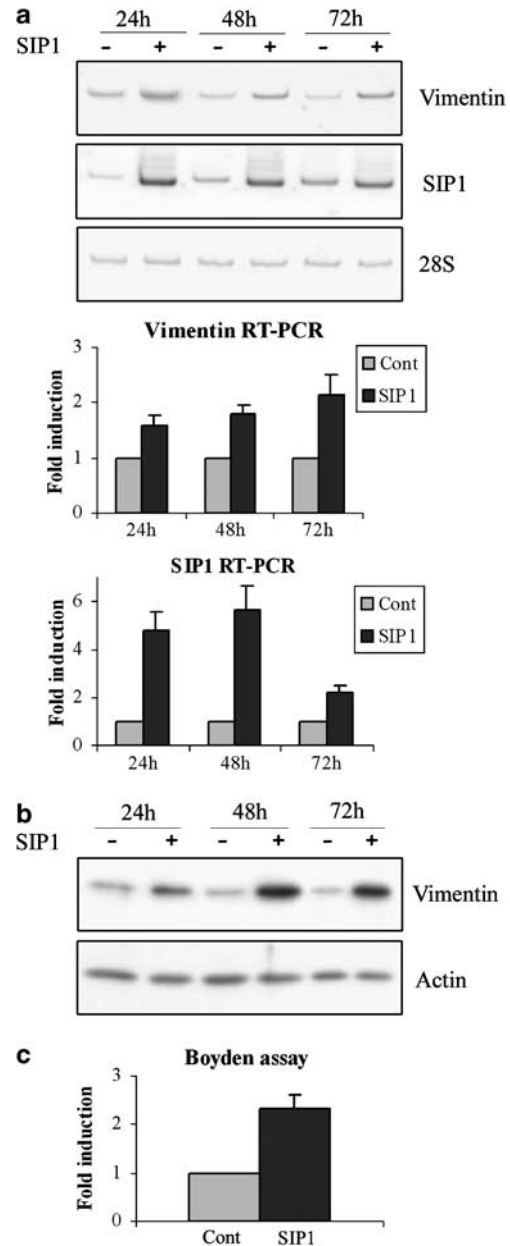 a
24h 48h 72h
SIP1 - + - + - +
Vimentin
SIP1
28S
Vimentin RT-PCR
Fold induction
3
2
1
0
24h 48h 72h
Cont
SIP1
SIP1 RT-PCR
Fold induction
6
4
2
0
24h 48h 72h
Cont
SIP1
b
24h 48h 72h
SIP1 - + - + - +
Vimentin
Actin
c
Boyden assay
Fold induction
3
2
1
0
Cont SIP1